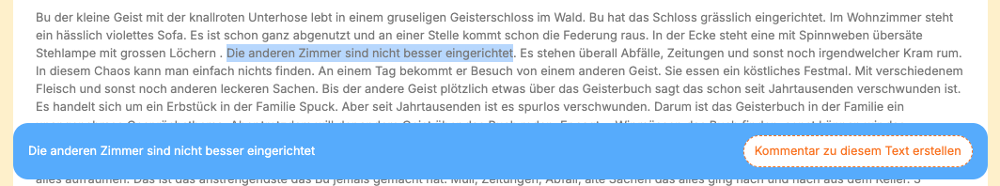 Bu der kleine Geist mit der knallroten Unterhose lebt in einem gruseligen Geisterschloss im Wald. Bu hat das Schloss grässlich eingerichtet. Im Wohnzimmer steht
ein hässlich violettes Sofa. Es ist schon ganz abgenutzt und an einer Stelle kommt schon die Federung raus. In der Ecke steht eine mit Spinnweben übersäte
Stehlampe mit grossen Löchern . Die anderen Zimmer sind nicht besser eingerichtet. Es stehen überall Abfälle, Zeitungen und sonst noch irgendwelcher Kram rum.
In diesem Chaos kann man einfach nichts finden. An einem Tag bekommt er Besuch von einem anderen Geist. Sie essen ein köstliches Festmal. Mit verschiedenem
Fleisch und sonst noch anderen leckeren Sachen. Bis der andere Geist plötzlich etwas über das Geisterbuch sagt das schon seit Jahrtausenden verschwunden ist.
Es handelt sich um ein Erbstück in der Familie Spuck. Aber seit Jahrtausenden ist es spurlos verschwunden. Darum ist das Geisterbuch in der Familie ein
Die anderen Zimmer sind nicht besser eingerichtet
Kommentar zu diesem Text erstellen
alles aufräumen. Das ist das anstrengendste das Bu jemals gemacht hat. Müll, Zeitungen, Abfall, alte Sachen das alles ging nach und nach aus dem Keller.